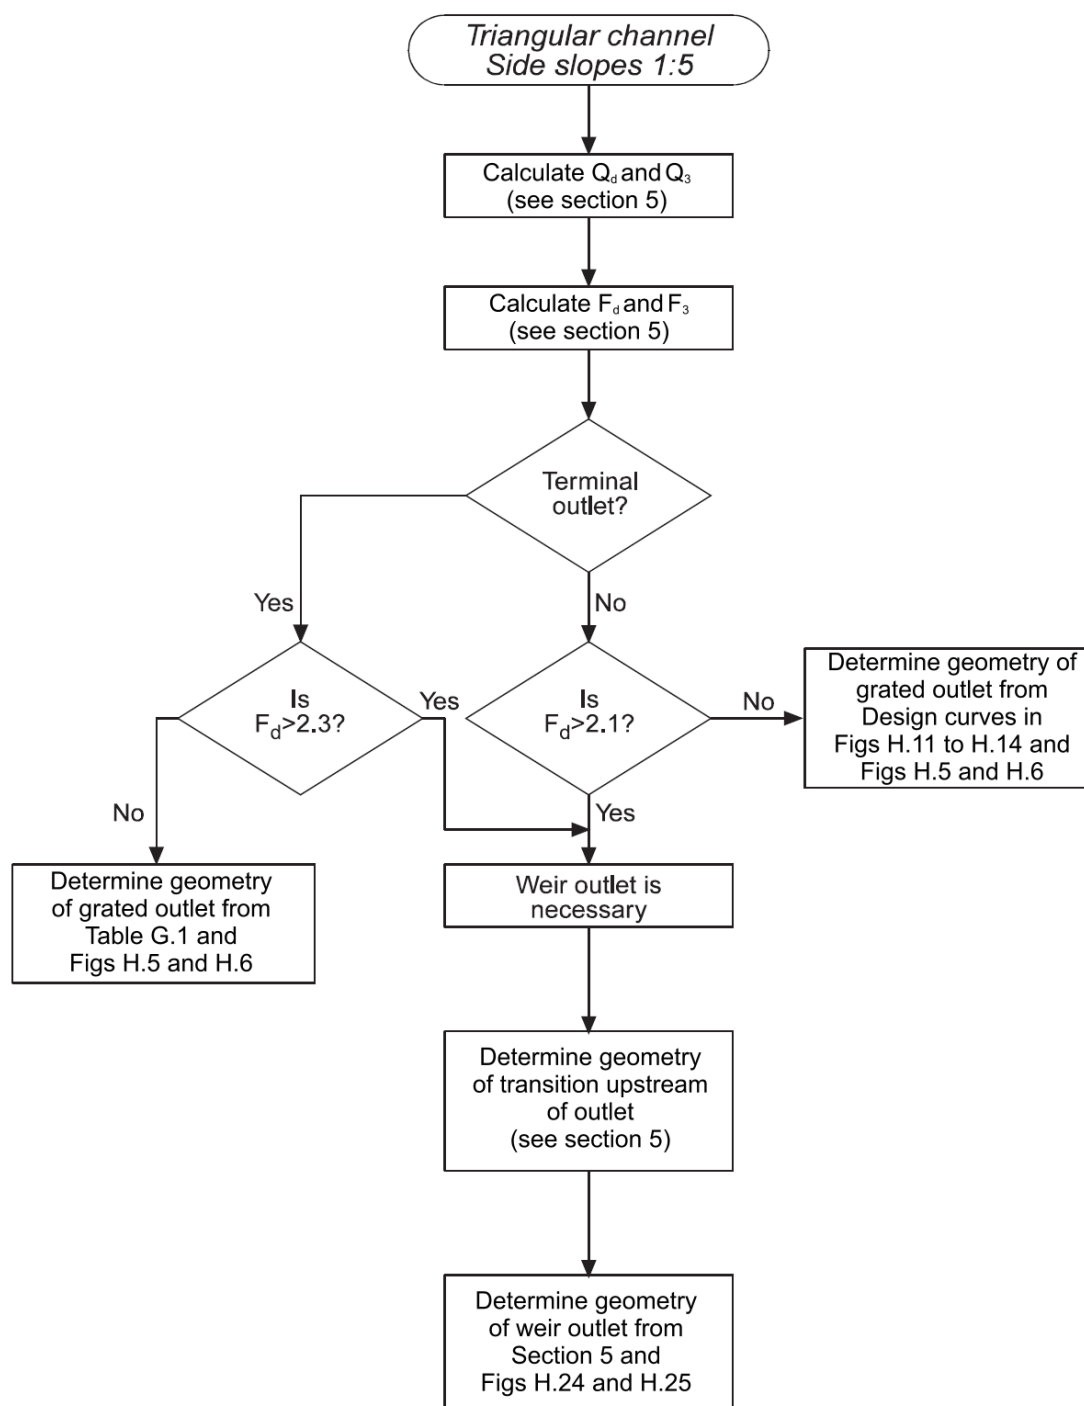 Triangular channel
Side slopes 1:5
Calculate Qd and Q3
(see section 5)
Calculate Fd and F3
(see section 5)
Terminal
outlet?
Yes
No
Is
Fd>2.3?
Yes
Is
Fd>2.1?
No
Determine geometry of
grated outlet from
Design curves in
Figs H.11 to H.14 and
Figs H.5 and H.6
No
Yes
Determine geometry
of grated outlet from
Table G.1 and
Figs H.5 and H.6
Weir outlet is
necessary
Determine geometry
of transition upstream
of outlet
(see section 5)
Determine geometry
of weir outlet from
Section 5 and
Figs H.24 and H.25